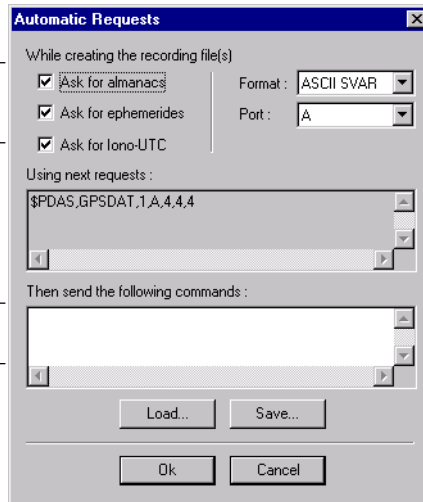 Automatic Requests
While creating the recording file(s)
Ask for almanacs
Format : ASCII SVAR
Ask for ephemerides
Port : A
Ask for Iono-UTC
Using next requests :
$PDAS,GPSDAT,1,A,4,4,4
Then send the following commands :
Load... Save...
Ok Cancel